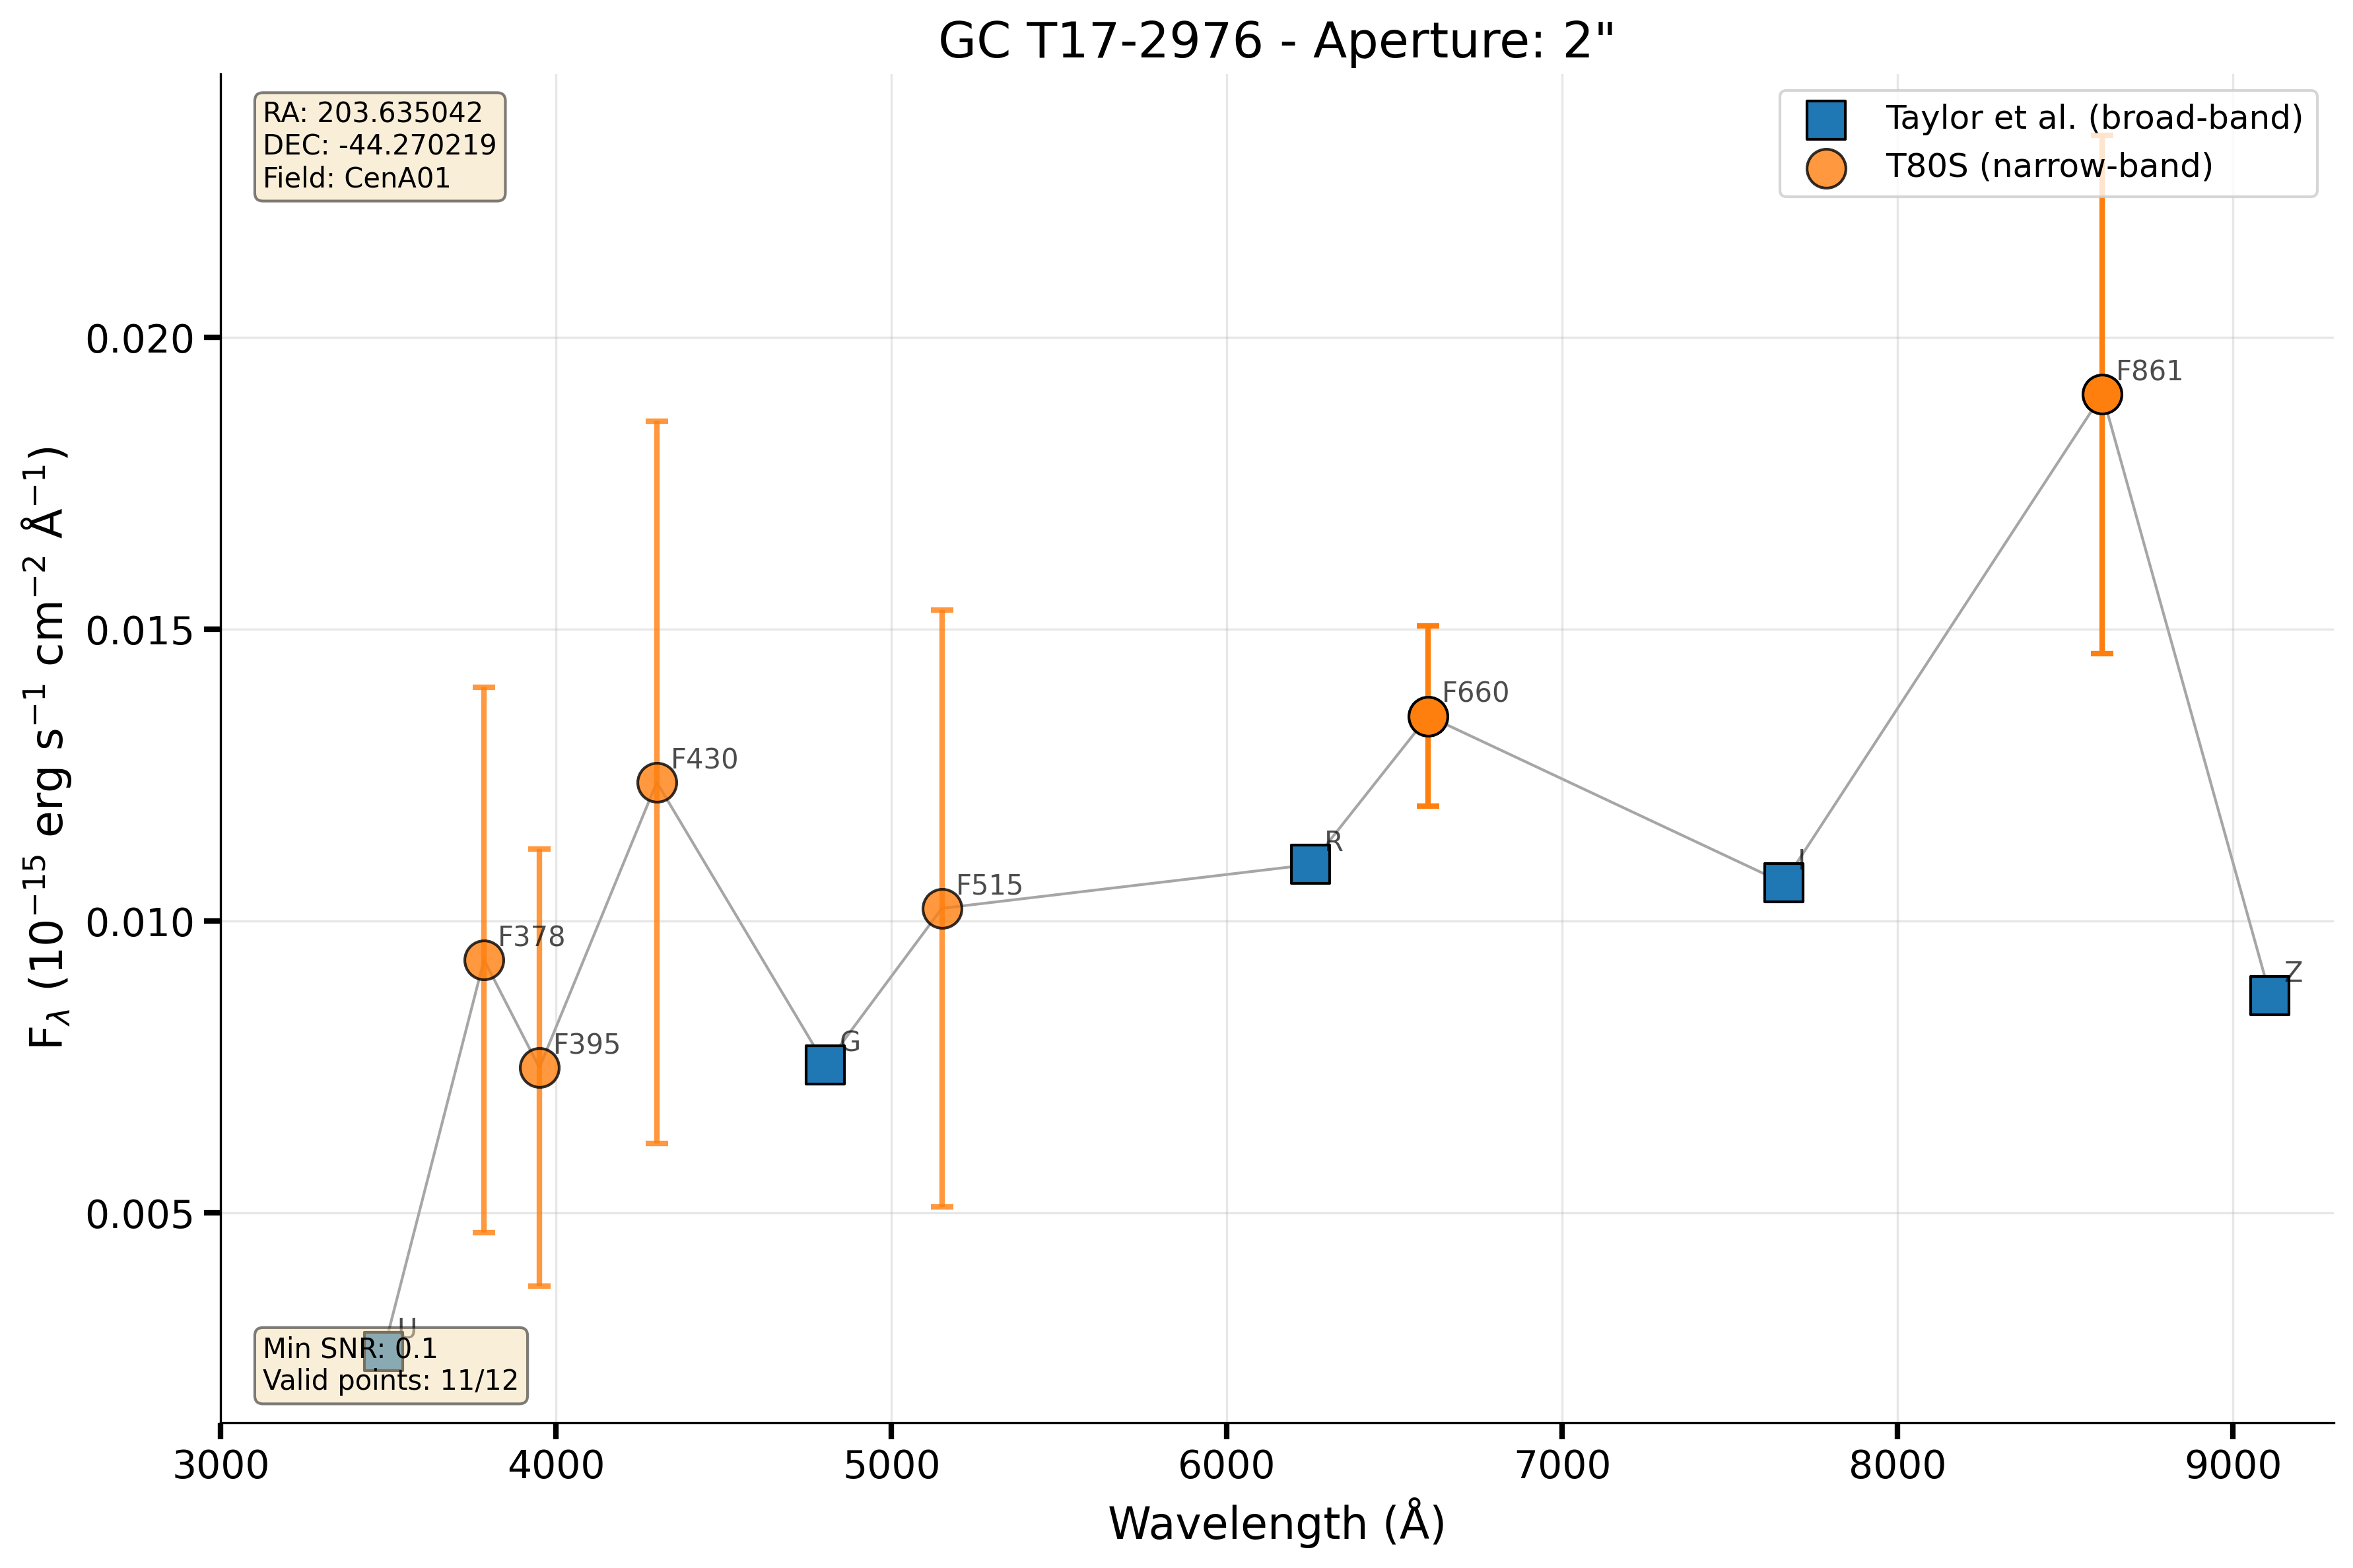 GC T17-2976 - Aperture: 2"
RA: 203.635042
DEC: -44.270219
Field: CenA01
Taylor et al. (broad-band)
T80S (narrow-band)
F861
0.020
0.015
0.010
0.005
F660
F430
R
I
F515
F378
Z
F395
G
U
Min SNR: 0.1
Valid points: 11/12
F_λ (10⁻¹⁵ erg s⁻¹ cm⁻² Å⁻¹)
3000 4000 5000 6000 7000 8000 9000
Wavelength (Å)